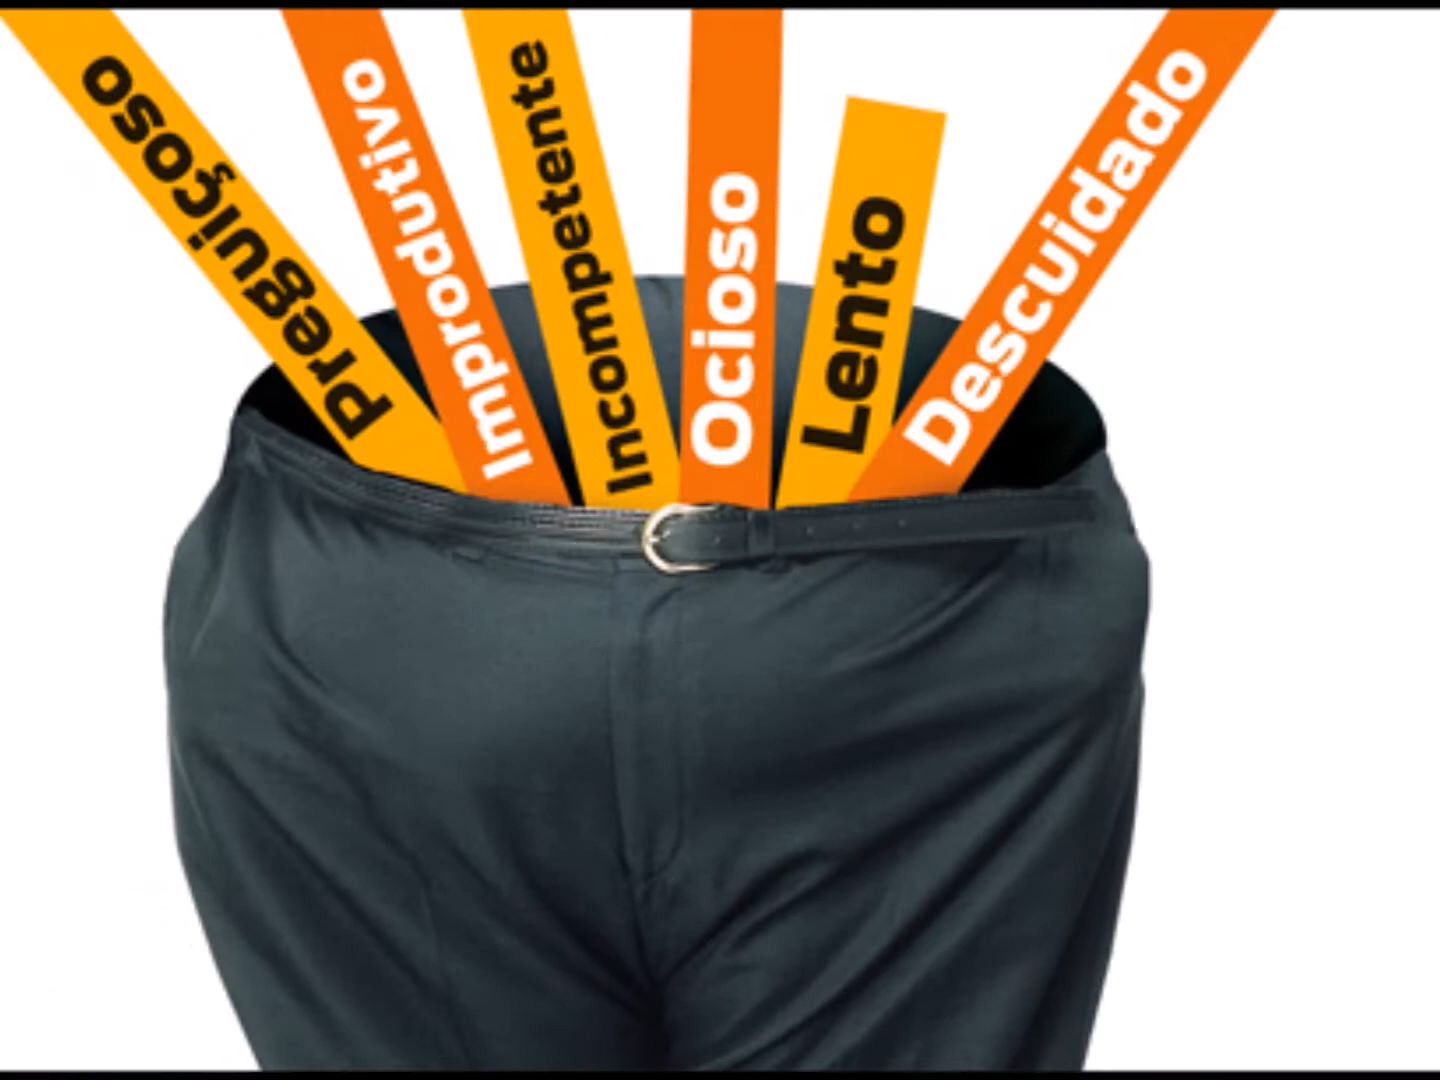 Preguiçoso
Improdutivo
Incompetente
Ocioso
Lento
Descuidado